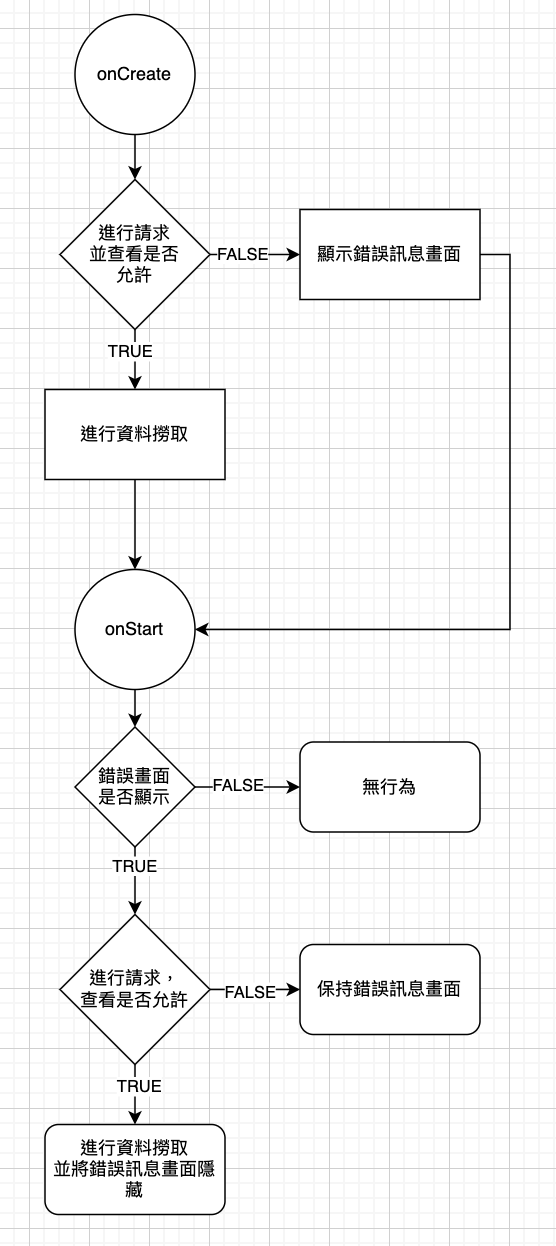 onCreate
進行請求
並查看是否
允許
FALSE
顯示錯誤訊息畫面
TRUE
進行資料撈取
onStart
錯誤畫面
是否顯示
FALSE
無行為
TRUE
進行請求，
查看是否允許
FALSE
保持錯誤訊息畫面
TRUE
進行資料撈取
並將錯誤訊息畫面隱
藏